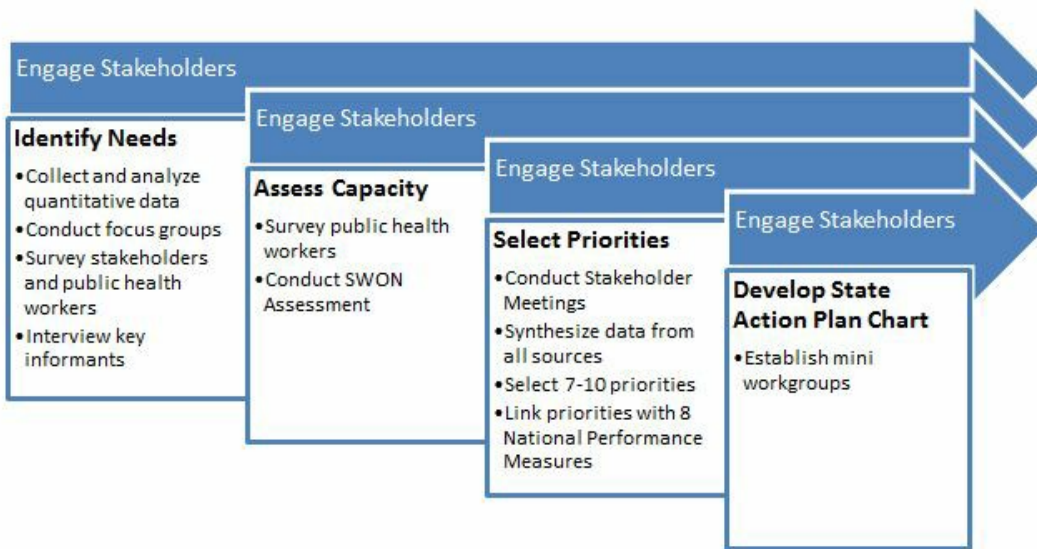 Engage Stakeholders
Identify Needs
•Collect and analyze
quantitative data
•Conduct focus groups
•Survey stakeholders
and public health
workers
•Interview key
informants
Engage Stakeholders
Assess Capacity
•Survey public health
workers
•Conduct SWON
Assessment
Engage Stakeholders
Select Priorities
•Conduct Stakeholder
Meetings
•Synthesize data from
all sources
•Select 7-10 priorities
•Link priorities with 8
National Performance
Measures
Engage Stakeholders
Develop State
Action Plan Chart
•Establish mini
workgroups